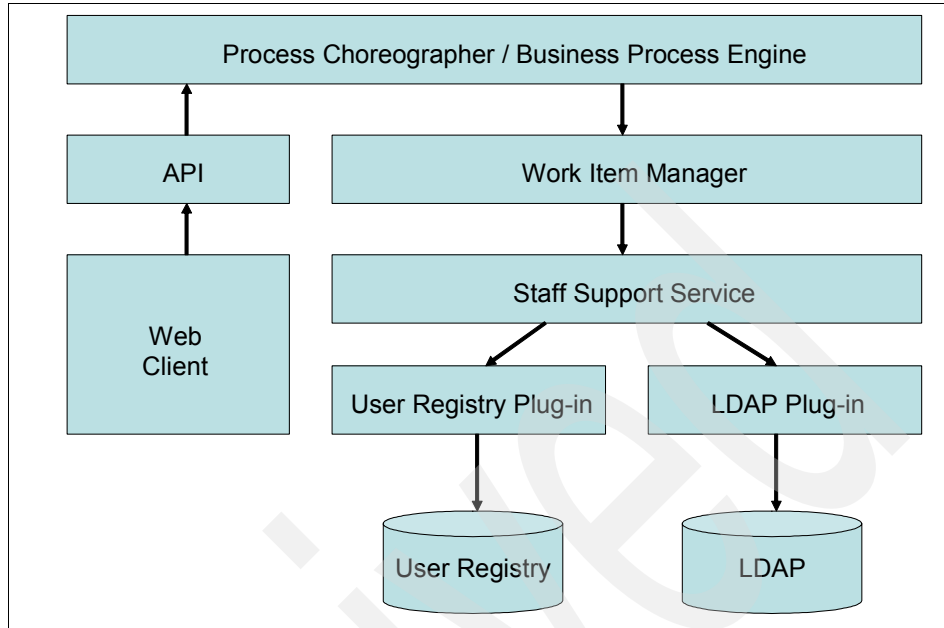 Process Choreographer / Business Process Engine
API
Work Item Manager
Web
Client
Staff Support Service
User Registry Plug-in
LDAP Plug-in
User Registry
LDAP